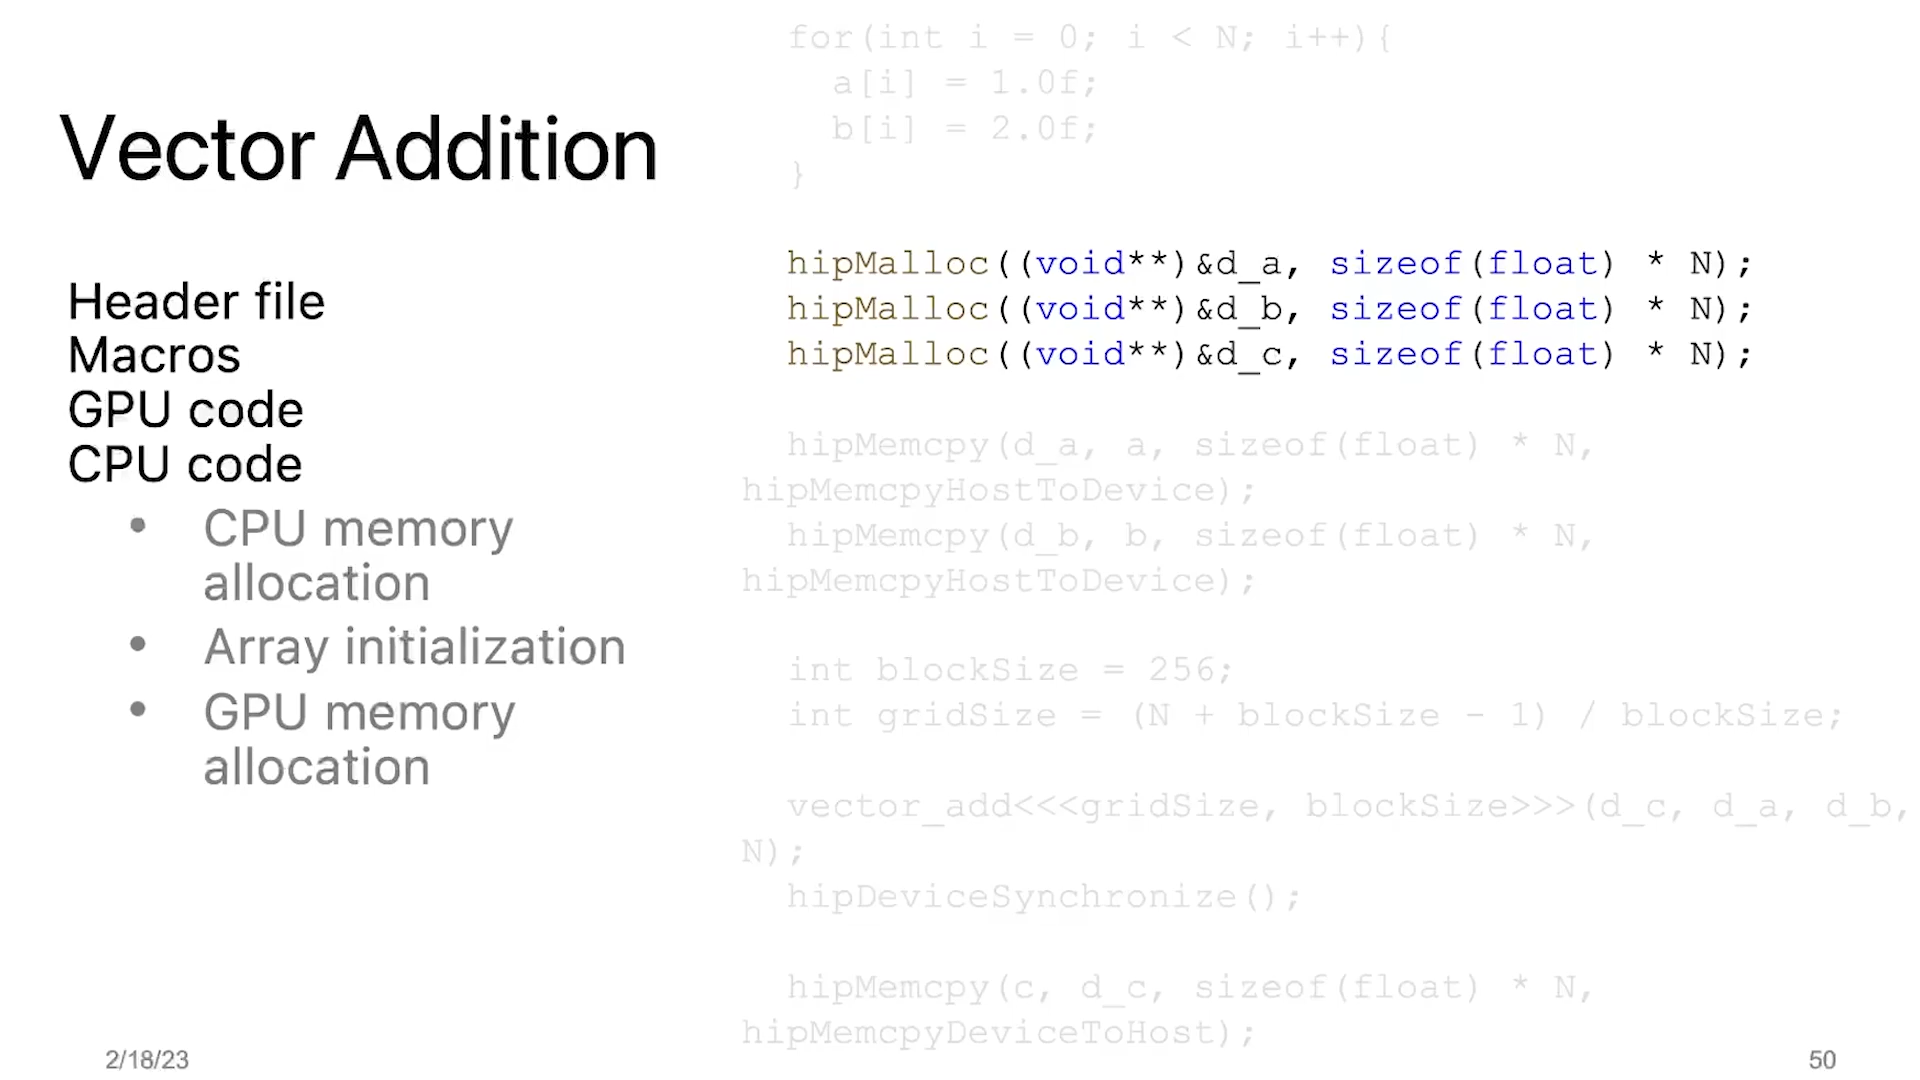 Vector Addition
Header file
Macros
GPU code
CPU code
• CPU memory
allocation
• Array initialization
• GPU memory
allocation
for(int i = 0; i < N; i++){
a[i] = 1.0f;
b[i] = 2.0f;
}
hipMalloc((void**)&d_a, sizeof(float) * N);
hipMalloc((void**)&d_b, sizeof(float) * N);
hipMalloc((void**)&d_c, sizeof(float) * N);
hipMemcpy(d_a, a, sizeof(float) * N,
hipMemcpyHostToDevice);
hipMemcpy(d_b, b, sizeof(float) * N,
hipMemcpyHostToDevice);
int blockSize = 256;
int gridSize = (N + blockSize - 1) / blockSize;
vector_add<<<gridSize, blockSize>>>(d_c, d_a, d_b,
N);
hipDeviceSynchronize();
hipMemcpy(c, d_c, sizeof(float) * N,
hipMemcpyDeviceToHost);
2/18/23
50